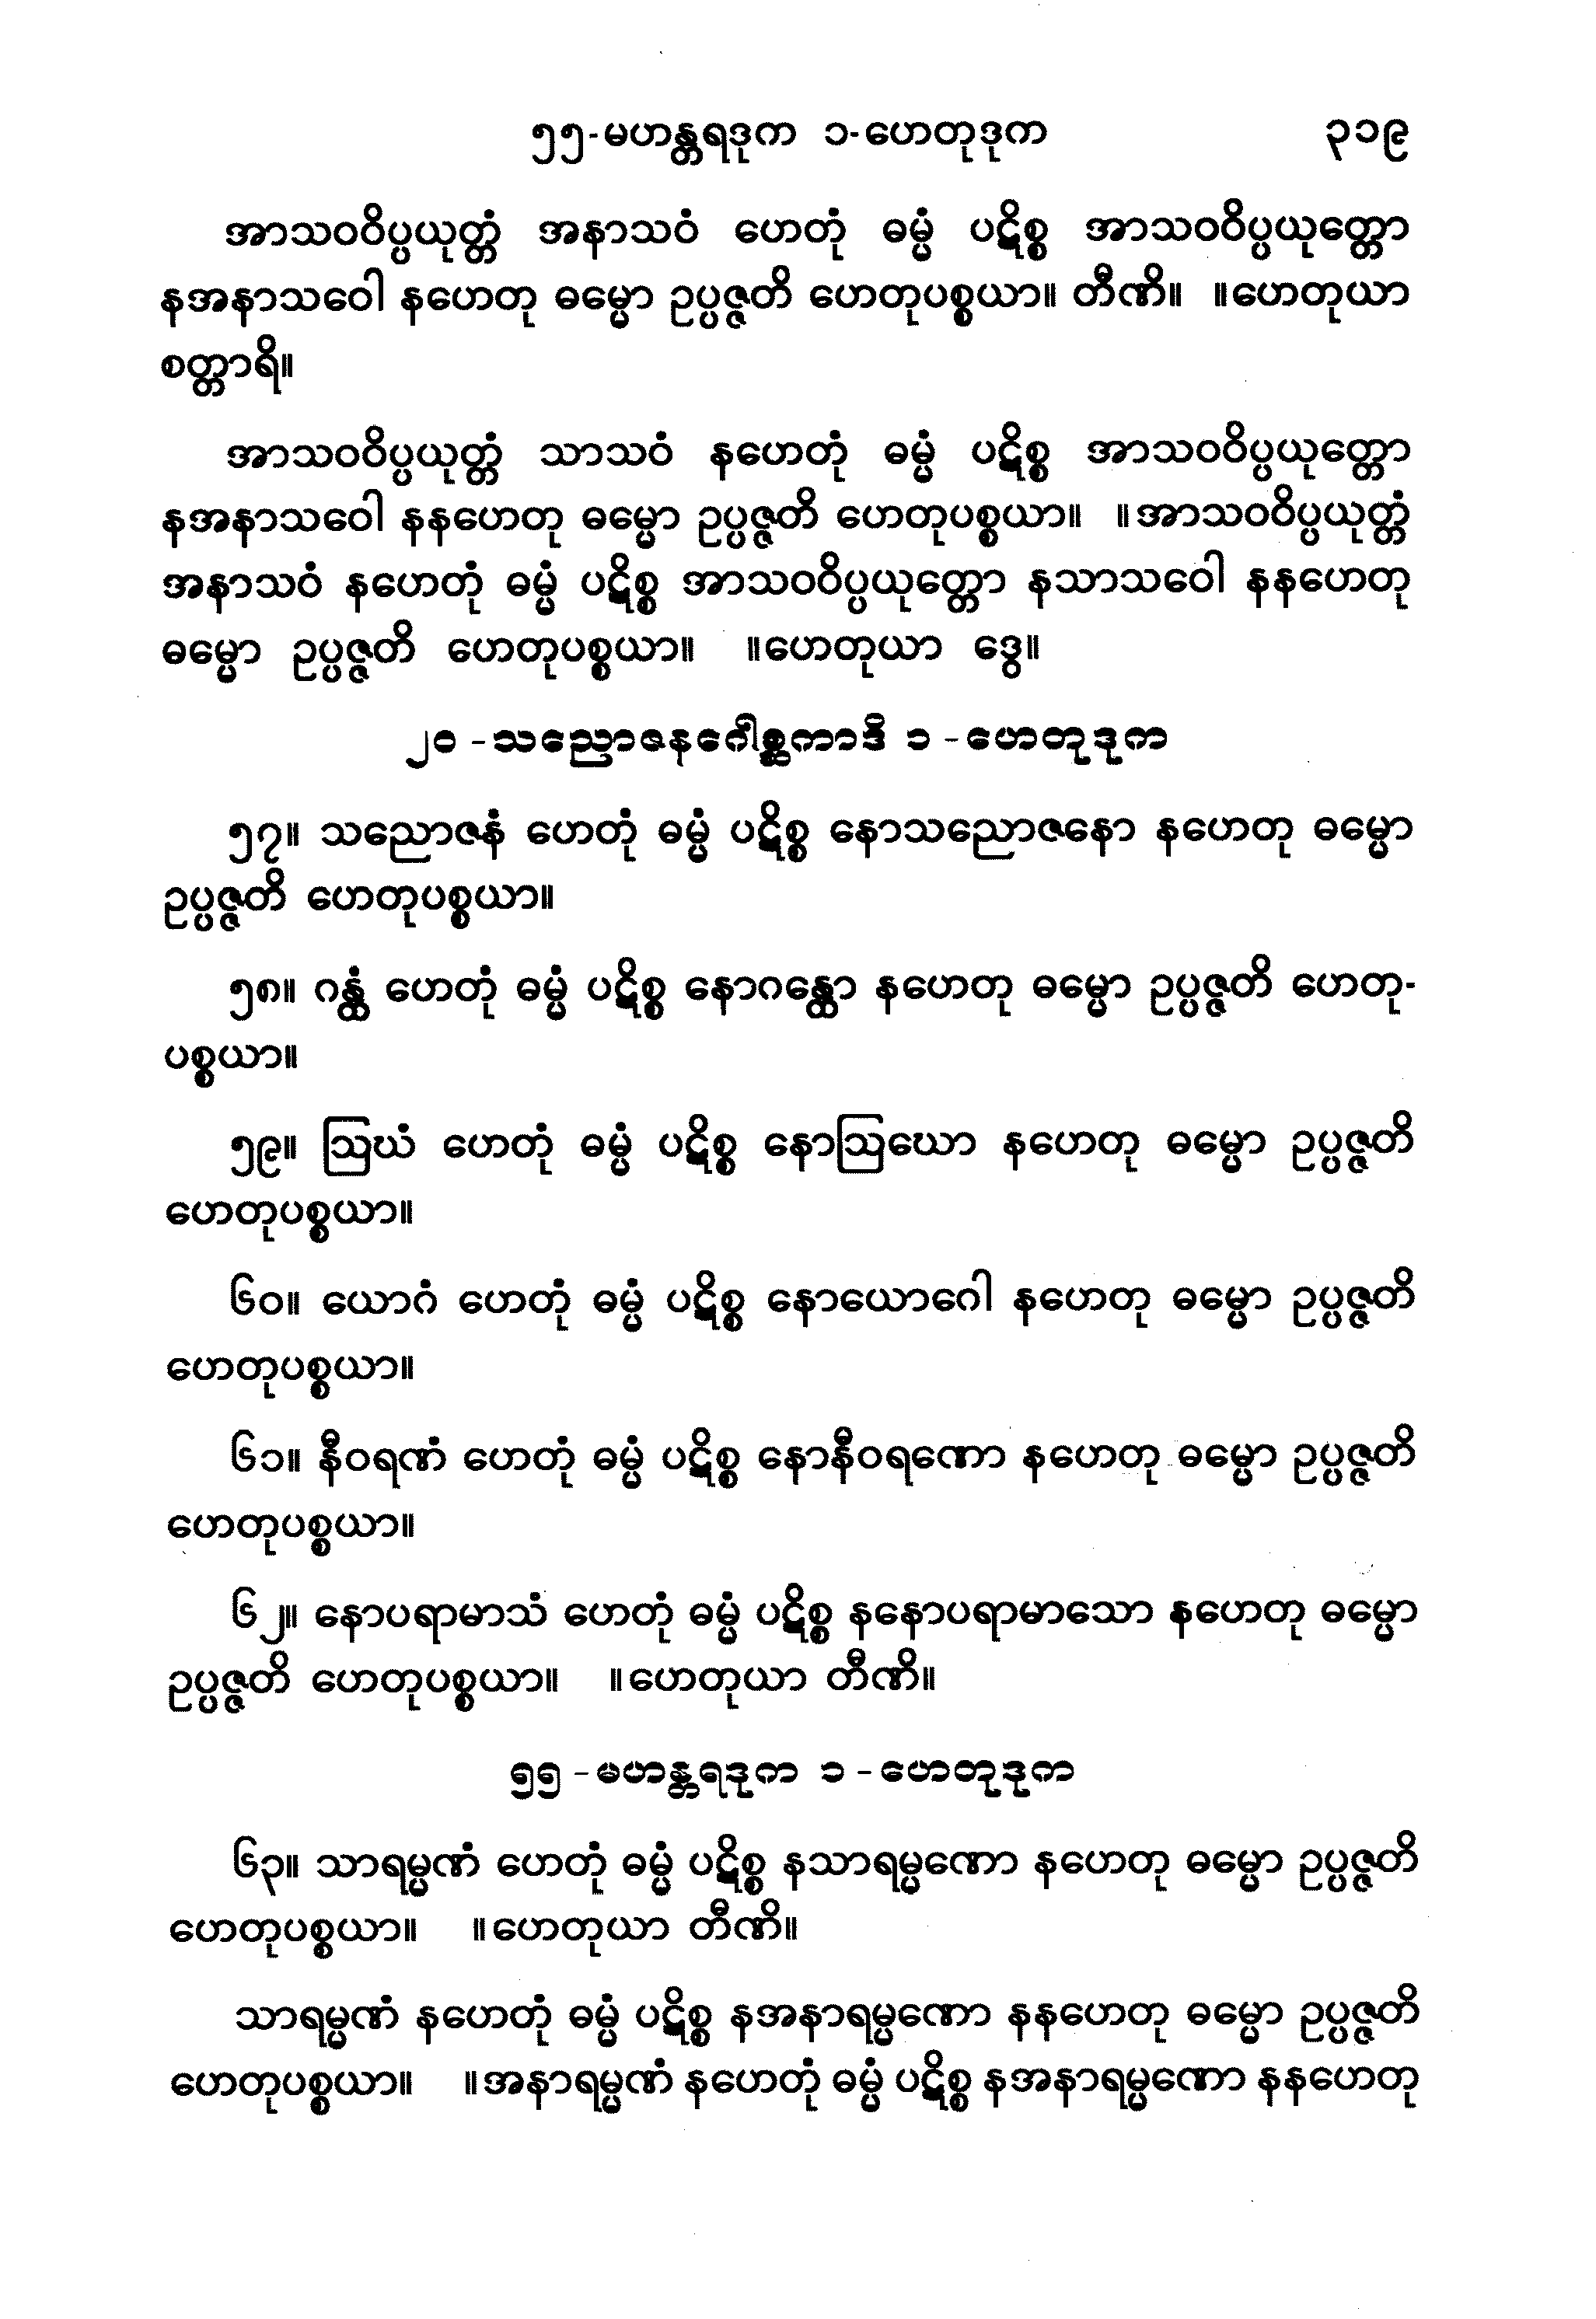 ၅၅-မဟန္တရဒုက ၁-ဟေတုဒုက ၃၁၉
အာသဝဝိပ္ပယုတ္တံ အနာသဝံ ဟေတုံ ဓမ္မံ ပဋိစ္စ အာသဝဝိပ္ပယုတ္တော
နအနာသဝေါ နဟေတု ဓမ္မော ဥပ္ပဇ္ဇတိ ဟေတုပစ္စယာ။ တီဏိ။ ။ဟေတုယာ
စတ္တာရိ။
အာသဝဝိပ္ပယုတ္တံ သာသဝံ နဟေတုံ ဓမ္မံ ပဋိစ္စ အာသဝဝိပ္ပယုတ္တော
နအနာသဝေါ နနဟေတု ဓမ္မော ဥပ္ပဇ္ဇတိ ဟေတုပစ္စယာ။ ။အာသဝဝိပ္ပယုတ္တံ
အနာသဝံ နဟေတုံ ဓမ္မံ ပဋိစ္စ အာသဝဝိပ္ပယုတ္တော နသာသဝေါ နနဟေတု
ဓမ္မော ဥပ္ပဇ္ဇတိ ဟေတုပစ္စယာ။ ။ဟေတုယာ ဒွေ။
၂၀-သညောဇနဂေါစ္ဆကာဒိ ၁-ဟေတုဒုက
၅၇။ သညောဇနံ ဟေတုံ ဓမ္မံ ပဋိစ္စ နောသညောဇနော နဟေတု ဓမ္မော
ဥပ္ပဇ္ဇတိ ဟေတုပစ္စယာ။
၅၈။ ဂန္ထံ ဟေတုံ ဓမ္မံ ပဋိစ္စ နောဂန္ထော နဟေတု ဓမ္မော ဥပ္ပဇ္ဇတိ ဟေတု-
ပစ္စယာ။
၅၉။ ဩဃံ ဟေတုံ ဓမ္မံ ပဋိစ္စ နောဩဃော နဟေတု ဓမ္မော ဥပ္ပဇ္ဇတိ
ဟေတုပစ္စယာ။
၆၀။ ယောဂံ ဟေတုံ ဓမ္မံ ပဋိစ္စ နောယောဂေါ နဟေတု ဓမ္မော ဥပ္ပဇ္ဇတိ
ဟေတုပစ္စယာ။
၆၁။ နီဝရဏံ ဟေတုံ ဓမ္မံ ပဋိစ္စ နောနီဝရဏော နဟေတု ဓမ္မော ဥပ္ပဇ္ဇတိ
ဟေတုပစ္စယာ။
၆၂။ နောပရာမာသံ ဟေတုံ ဓမ္မံ ပဋိစ္စ နနောပရာမာသော နဟေတု ဓမ္မော
ဥပ္ပဇ္ဇတိ ဟေတုပစ္စယာ။ ။ဟေတုယာ တီဏိ။
၅၅-မဟန္တရဒုက ၁-ဟေတုဒုက
၆၃။ သာရမ္မဏံ ဟေတုံ ဓမ္မံ ပဋိစ္စ နသာရမ္မဏော နဟေတု ဓမ္မော ဥပ္ပဇ္ဇတိ
ဟေတုပစ္စယာ။ ။ဟေတုယာ တီဏိ။
သာရမ္မဏံ နဟေတုံ ဓမ္မံ ပဋိစ္စ နအနာရမ္မဏော နနဟေတု ဓမ္မော ဥပ္ပဇ္ဇတိ
ဟေတုပစ္စယာ။ ။အနာရမ္မဏံ နဟေတုံ ဓမ္မံ ပဋိစ္စ နအနာရမ္မဏော နနဟေတု